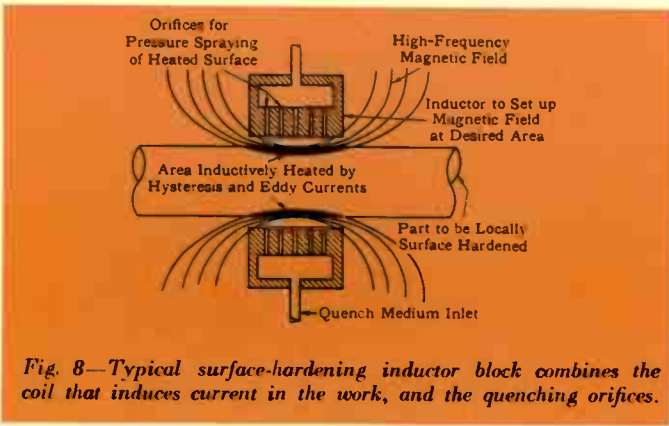 Orifices for
Pressure Spraying
of Heated Surface
High-Frequency
Magnetic Field
Inductor to Set up
Magnetic Field
at Desired Area
Area Inductively Heated by
Hysteresis and Eddy Currents
Part to be Locally
Surface Hardened
Quench Medium Inlet
Fig. 8—Typical surface-hardening inductor block combines the
coil that induces current in the work, and the quenching orifices.